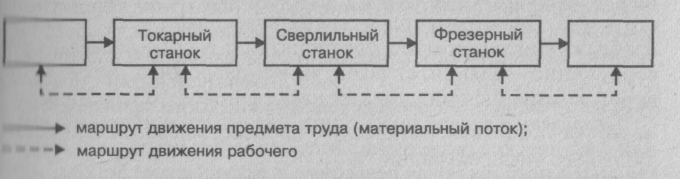 Токарный
станок
Сверлильный
станок
Фрезерный
станок
маршрут движения предмета труда (материальный поток);
маршрут движения рабочего